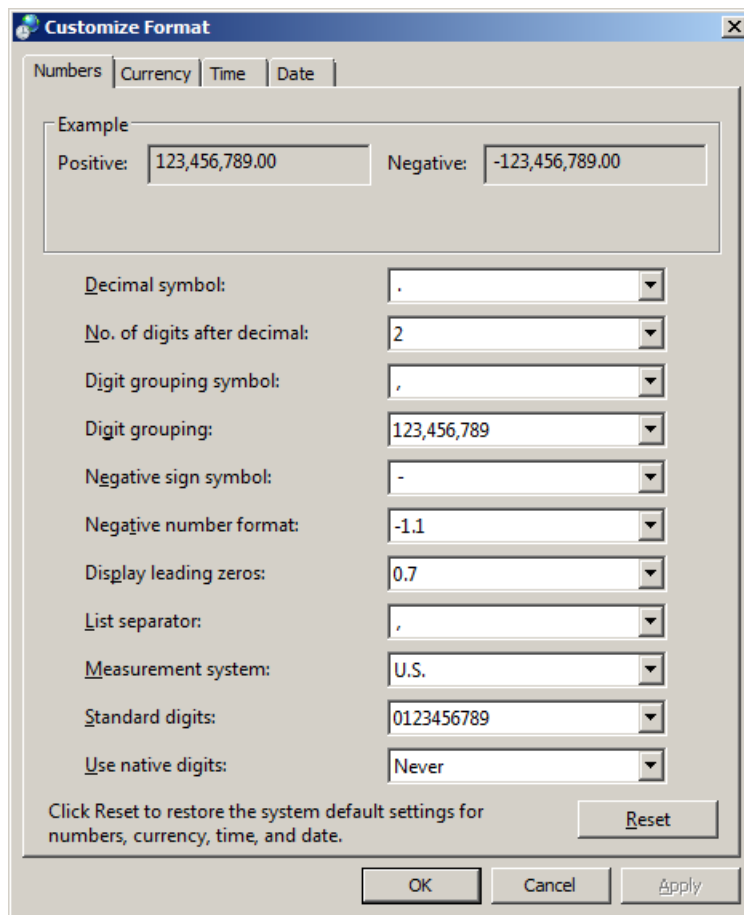 Customize Format
Numbers Currency Time Date
Example
Positive: 123,456,789.00 Negative: -123,456,789.00
Decimal symbol: .
No. of digits after decimal: 2
Digit grouping symbol: ,
Digit grouping: 123,456,789
Negative sign symbol: -
Negative number format: -1.1
Display leading zeros: 0.7
List separator: ,
Measurement system: U.S.
Standard digits: 0123456789
Use native digits: Never
Click Reset to restore the system default settings for
numbers, currency, time, and date.
Reset
OK Cancel Apply